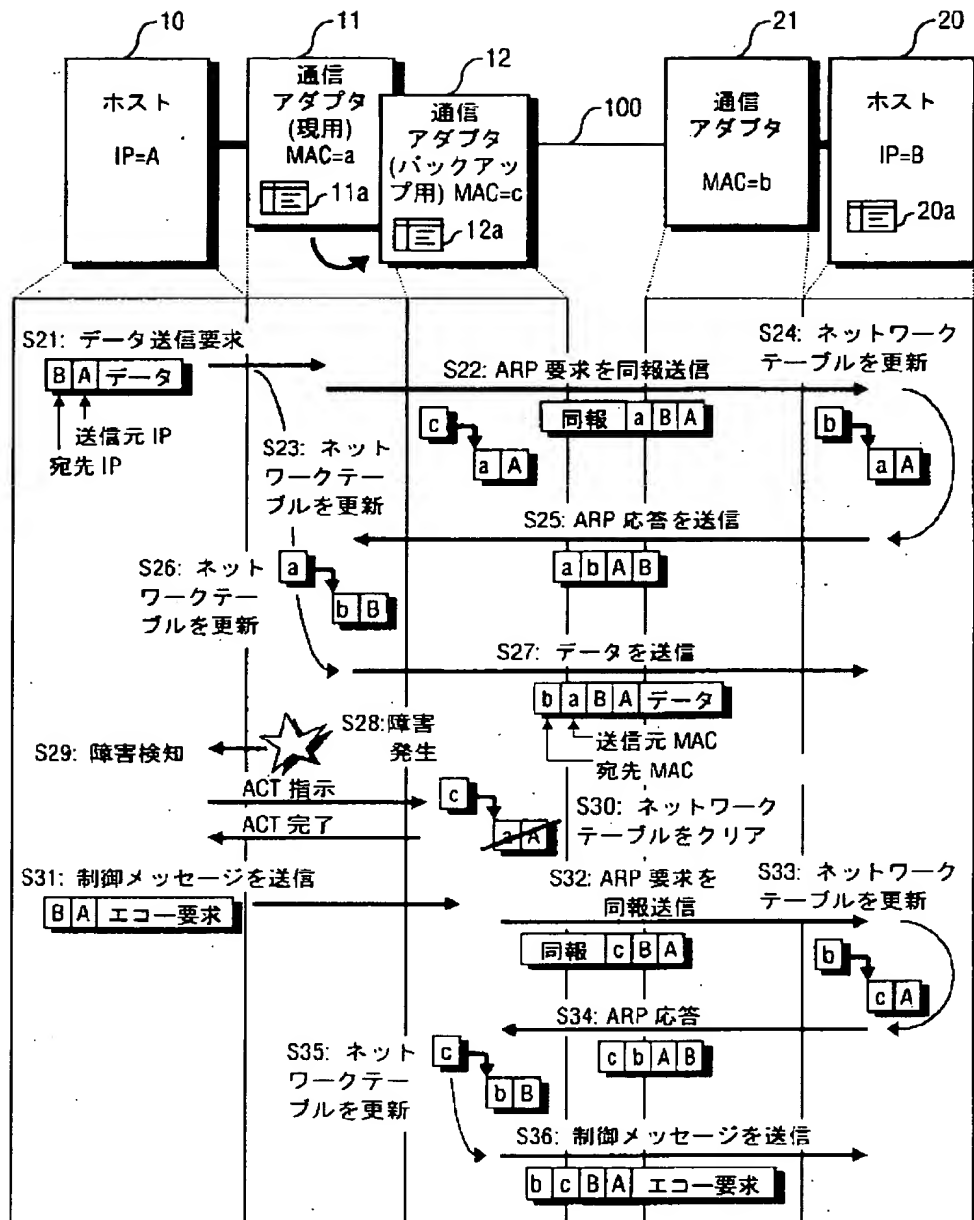 10
11
12
21
20
ホスト
IP=A
通信
アダプタ
(現用)
MAC=a
11a
通信
アダプタ
(バックアッ
プ用) MAC=c
12a
100
通信
アダプタ
MAC=b
ホスト
IP=B
20a
S21: データ送信要求
B A データ
送信元 IP
宛先 IP
S22: ARP 要求を同報送信
同報 a B A
S23: ネット
ワークテー
ブルを更新
c
a A
S24: ネットワーク
テーブルを更新
b
a A
S25: ARP 応答を送信
a b A B
S26: ネット
ワークテー
ブルを更新
a
b B
S27: データを送信
b a B A データ
送信元 MAC
宛先 MAC
S28:障害
発生
S29: 障害検知
ACT 指示
ACT 完了
c
a A
S30: ネットワーク
テーブルをクリア
S31: 制御メッセージを送信
B A エコー要求
S32: ARP 要求を
同報送信
同報 c B A
S33: ネットワーク
テーブルを更新
b
c A
S34: ARP 応答
c b A B
S35: ネット
ワークテー
ブルを更新
c
b B
S36: 制御メッセージを送信
b c B A エコー要求